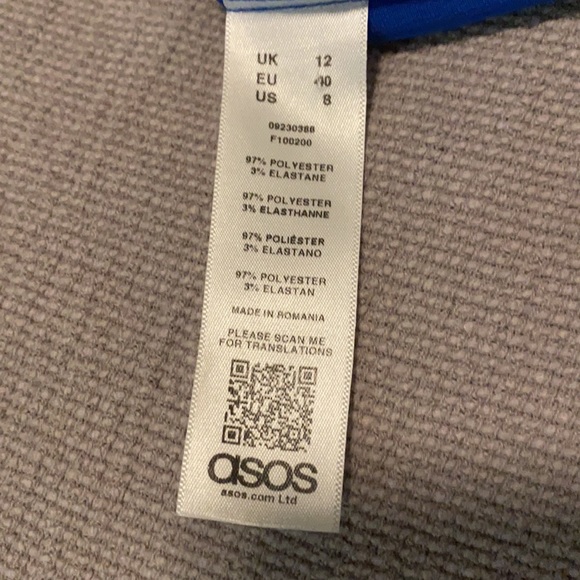 UK 12
EU 40
US 8
09230388
F100200
97% POLYESTER
3% ELASTANE
97% POLYESTER
3% ELASTHANNE
97% POLIÉSTER
3% ELASTANO
97% POLYESTER
3% ELASTAN
MADE IN ROMANIA
PLEASE SCAN ME
FOR TRANSLATIONS
asos
asos.com Ltd